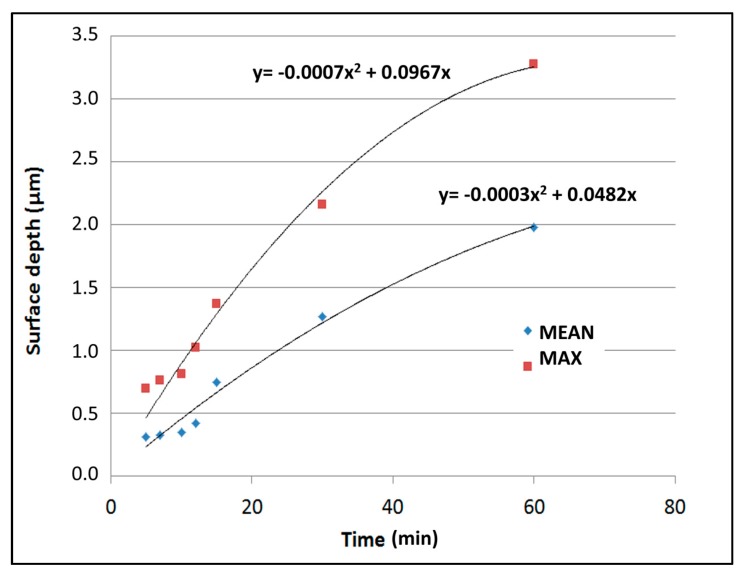 3.5
y= -0.0007x² + 0.0967x
3.0
2.5
y= -0.0003x² + 0.0482x
2.0
1.5
MEAN
MAX
1.0
0.5
0.0
0 20 40 60 80
Surface depth (µm)
Time (min)